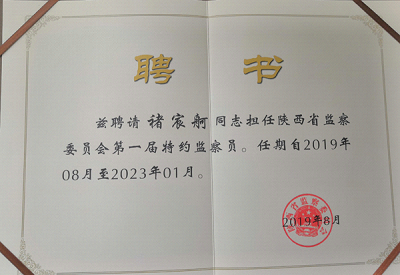 聘书
兹聘请褚宸舸同志担任陕西省监察
委员会第一届特约监察员。任期自2019年
08月至2023年01月。
2019年8月